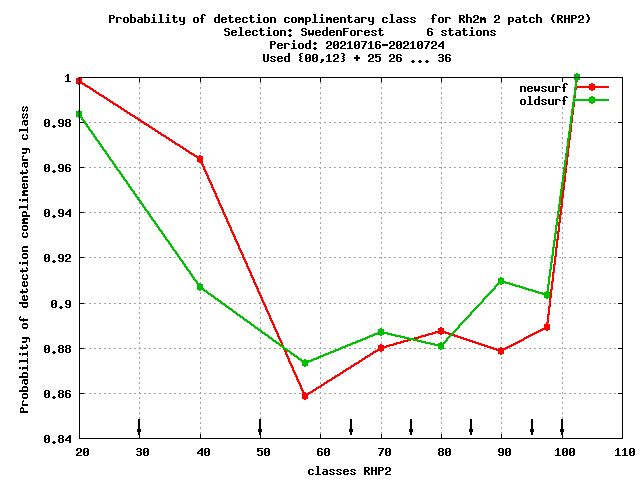 Probability of detection complimentary class  for Rh2m 2 patch (RHP2)
Selection: SwedenForest      6 stations
Period: 20210716-20210724
Used {00,12} + 25 26 ... 36
newsurf
oldsurf
Probability of detection complimentary class
1
0.98
0.96
0.94
0.92
0.9
0.88
0.86
0.84
20 30 40 50 60 70 80 90 100 110
classes RHP2